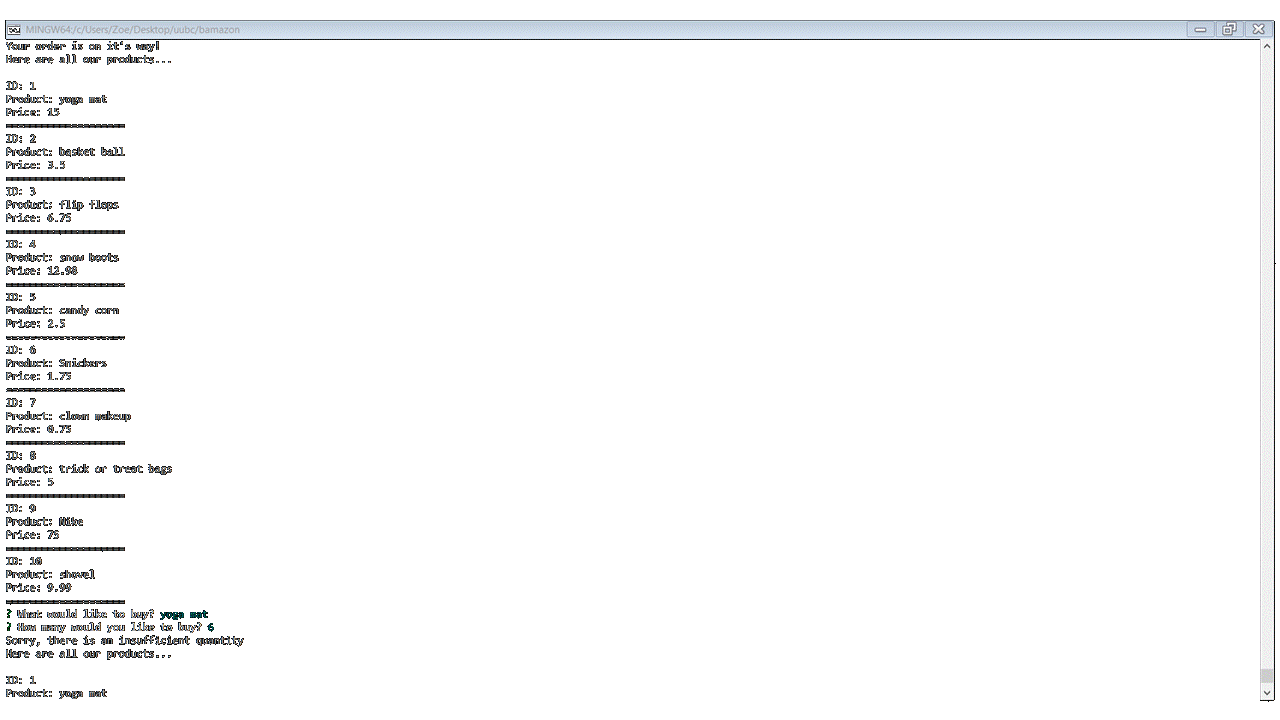 MINGW64:/c/Users/Zoe/Desktop/uubc/bamazon
Your order is on it's way!
Here are all our products...
ID: 1
Product: yoga mat
Price: 15
====================
ID: 2
Product: basket ball
Price: 3.5
====================
ID: 3
Product: flip flops
Price: 6.75
====================
ID: 4
Product: snow boots
Price: 12.98
====================
ID: 5
Product: candy corn
Price: 2.5
====================
ID: 6
Product: Snickers
Price: 1.75
====================
ID: 7
Product: clown makeup
Price: 0.75
====================
ID: 8
Product: trick or treat bags
Price: 5
====================
ID: 9
Product: Nike
Price: 75
====================
ID: 10
Product: shovel
Price: 9.99
====================
? What would like to buy? yoga mat
? How many would you like to buy? 6
Sorry, there is an insufficient quantity
Here are all our products...
ID: 1
Product: yoga mat